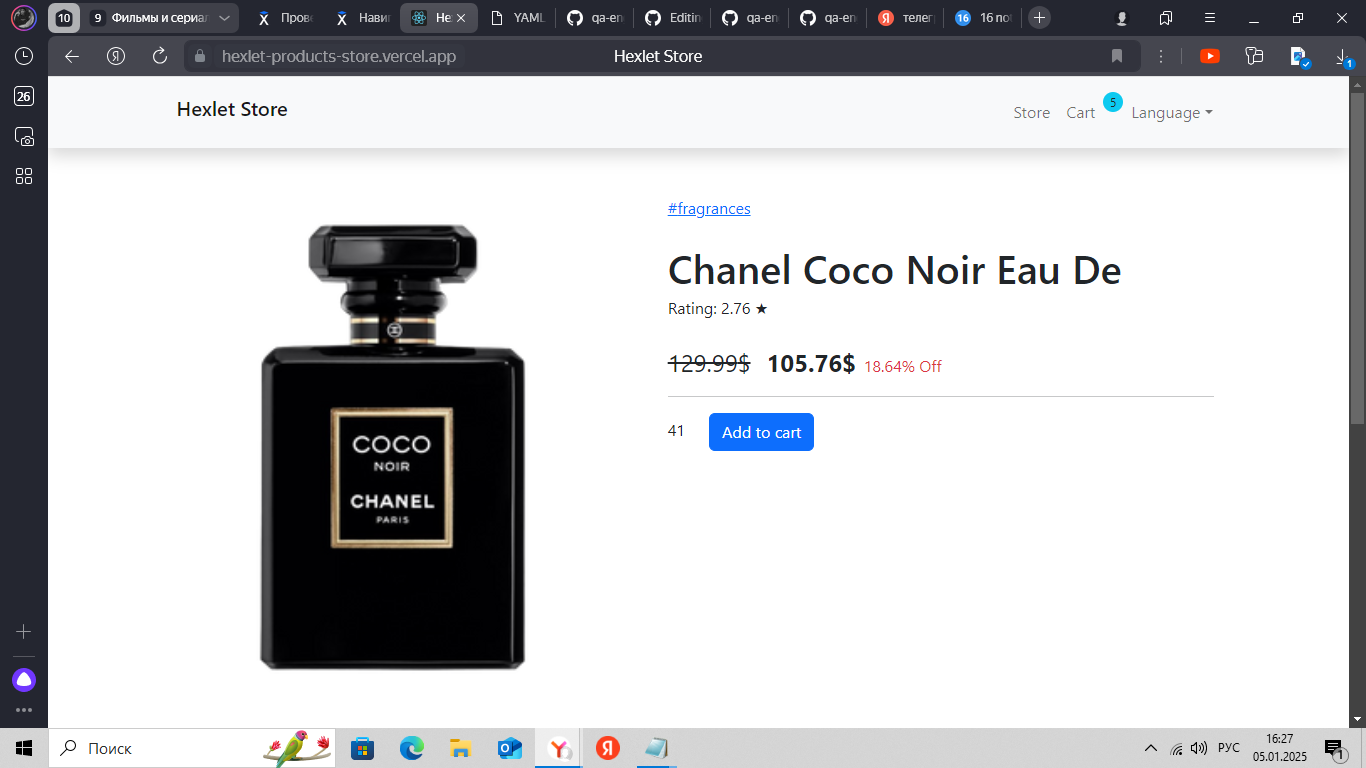 10
9 Фильмы и сериал
Прове
Навиг
He
YAML
qa-en
Editin
qa-en
qa-en
телег
16 16 поt
hexlet-products-store.vercel.app
Hexlet Store
1
26
Hexlet Store
Store
Cart
5
Language
#fragrances
Chanel Coco Noir Eau De
Rating: 2.76 ★
129.99$ 105.76$ 18.64% Off
41
Add to cart
COCO
NOIR
CHANEL
PARIS
Поиск
РУС
16:27
05.01.2025
1